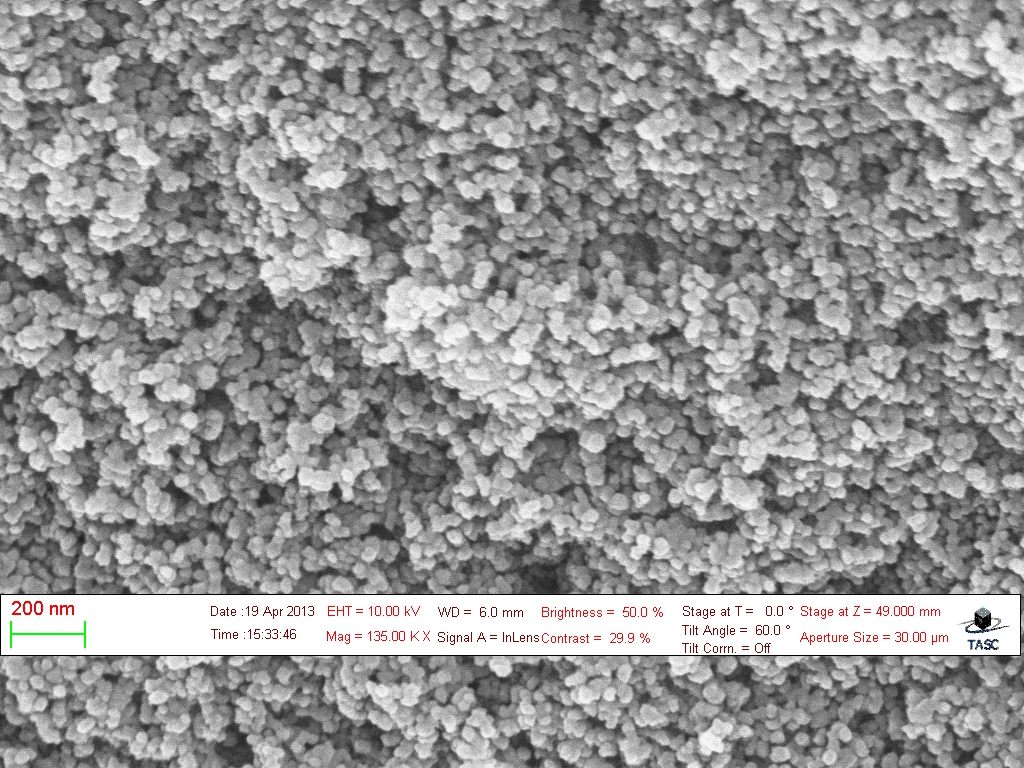 200 nm
Date :19 Apr 2013 EHT = 10.00 kV WD = 6.0 mm Brightness = 50.0 % Stage at T = 0.0 ° Stage at Z = 49.000 mm
Time :15:33:46 Mag = 135.00 K X Signal A = InLens Contrast = 29.9 % Tilt Angle = 60.0 ° Aperture Size = 30.00 µm
Tilt Corrn. = Off
TASC